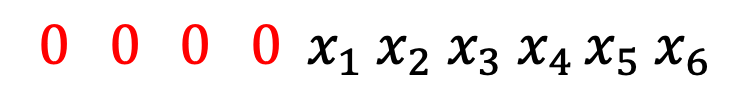 0 0 0 0 x₁ x₂ x₃ x₄ x₅ x₆